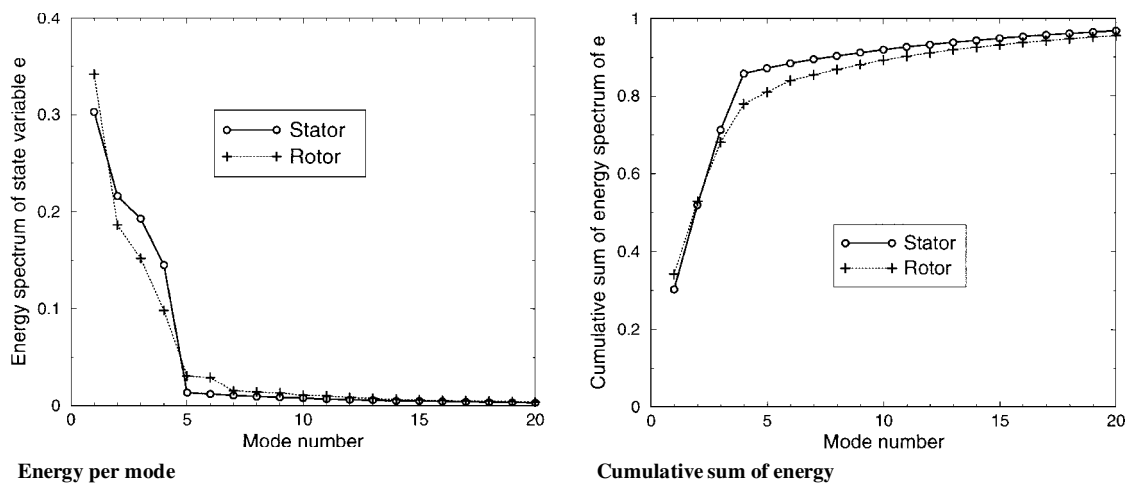 Energy spectrum of state variable e
0.4
0.3
0.2
0.1
0
Stator
Rotor
0
5
10
15
20
Mode number
Energy per mode
Cumulative sum of energy spectrum of e
1
0.8
0.6
0.4
0.2
0
Stator
Rotor
0
5
10
15
20
Mode number
Cumulative sum of energy